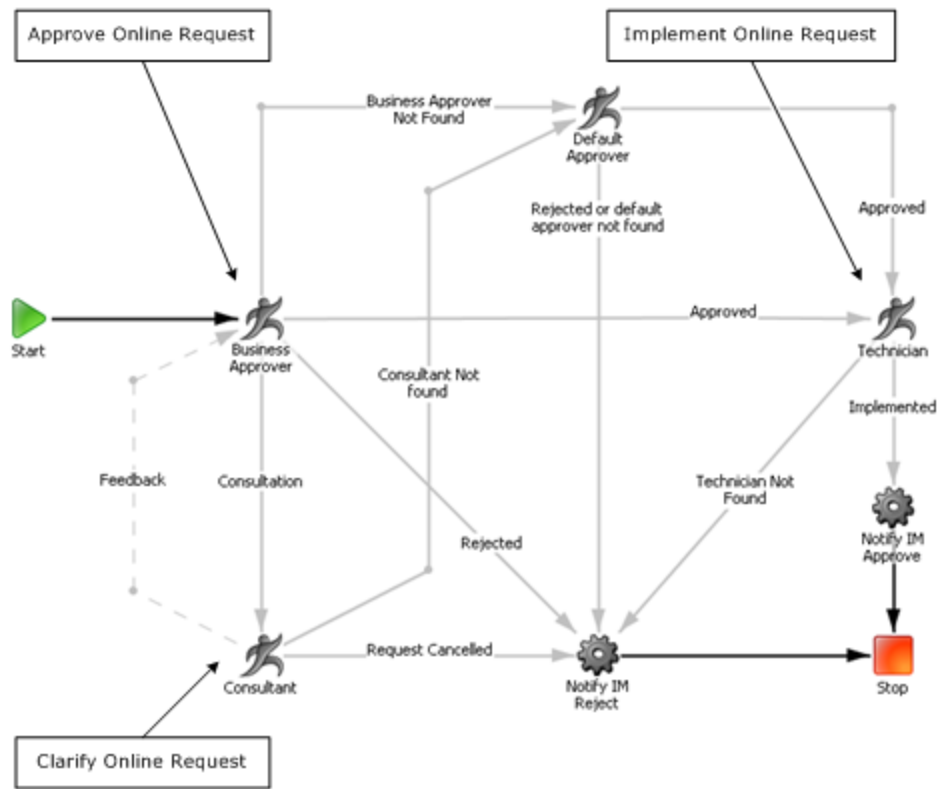 Approve Online Request
Implement Online Request
Business Approver
Not Found
Default
Approver
Rejected or default
approver not found
Approved
Start
Business
Approver
Approved
Technician
Consultant Not
found
Implemented
Feedback
Consultation
Technician Not
Found
Rejected
Notify IM
Approve
Request Cancelled
Consultant
Notify IM
Reject
Stop
Clarify Online Request